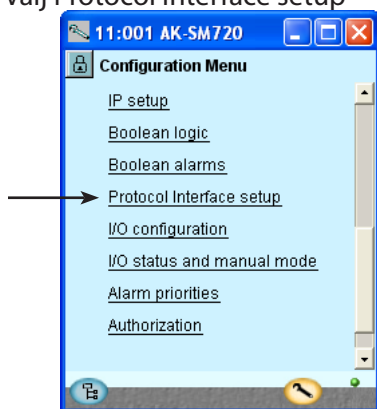 Välj Protocol interface setup
11:001 AK-SM720
Configuration Menu
IP setup
Boolean logic
Boolean alarms
Protocol Interface setup
I/O configuration
I/O status and manual mode
Alarm priorities
Authorization